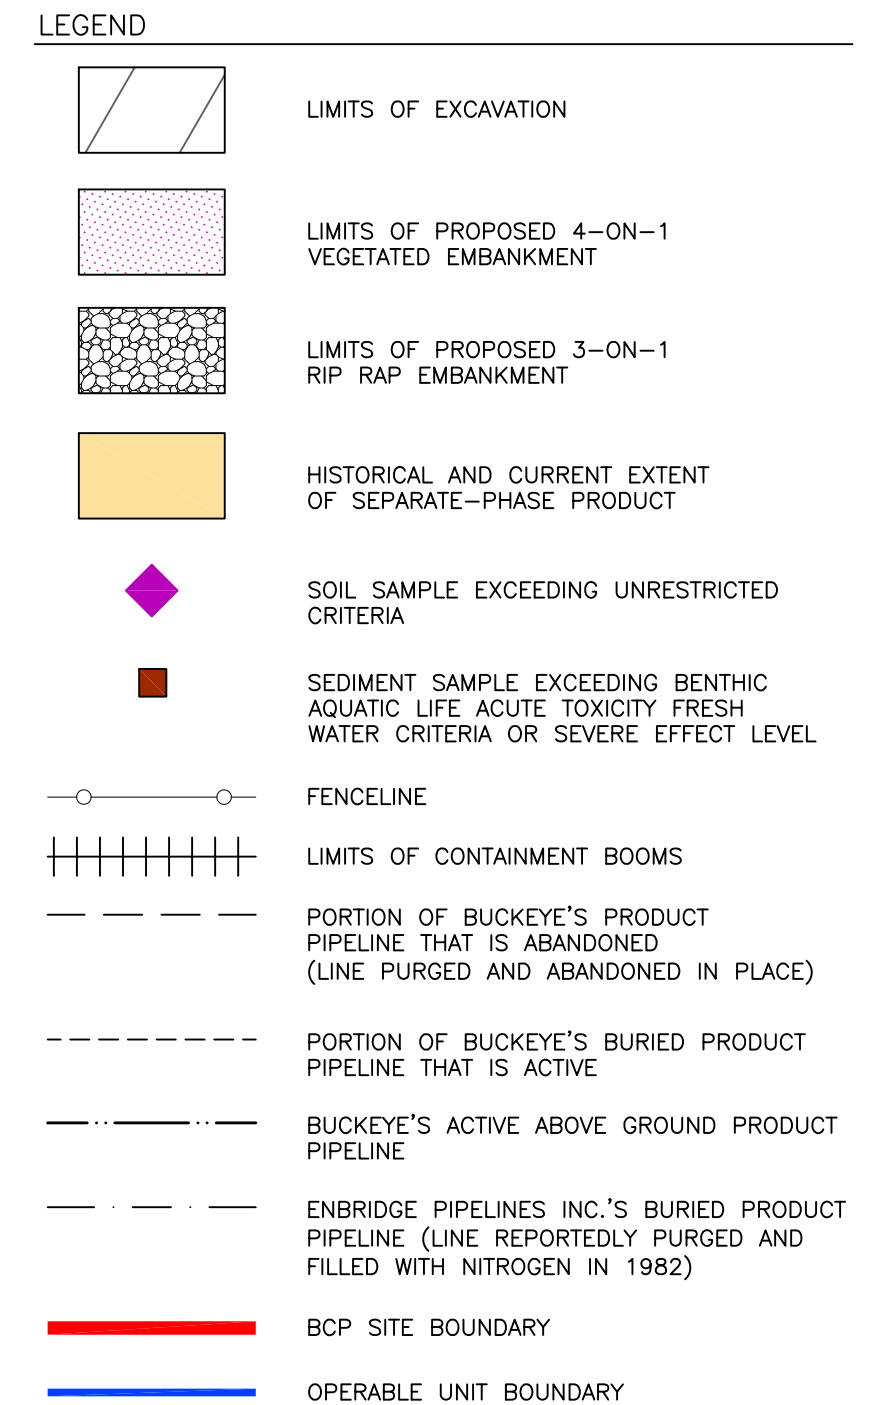 LEGEND
LIMITS OF EXCAVATION
LIMITS OF PROPOSED 4-ON-1
VEGETATED EMBANKMENT
LIMITS OF PROPOSED 3-ON-1
RIP RAP EMBANKMENT
HISTORICAL AND CURRENT EXTENT
OF SEPARATE-PHASE PRODUCT
SOIL SAMPLE EXCEEDING UNRESTRICTED
CRITERIA
SEDIMENT SAMPLE EXCEEDING BENTHIC
AQUATIC LIFE ACUTE TOXICITY FRESH
WATER CRITERIA OR SEVERE EFFECT LEVEL
FENCELINE
LIMITS OF CONTAINMENT BOOMS
PORTION OF BUCKEYE'S PRODUCT
PIPELINE THAT IS ABANDONED
(LINE PURGED AND ABANDONED IN PLACE)
PORTION OF BUCKEYE'S BURIED PRODUCT
PIPELINE THAT IS ACTIVE
BUCKEYE'S ACTIVE ABOVE GROUND PRODUCT
PIPELINE
ENBRIDGE PIPELINES INC.'S BURIED PRODUCT
PIPELINE (LINE REPORTEDLY PURGED AND
FILLED WITH NITROGEN IN 1982)
BCP SITE BOUNDARY
OPERABLE UNIT BOUNDARY